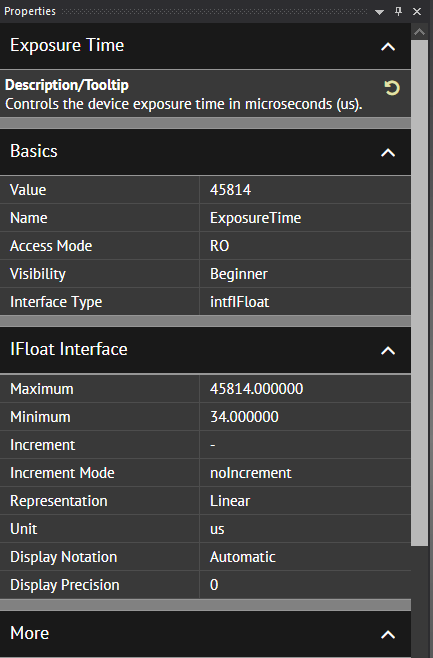 Properties
Exposure Time
Description/Tooltip
Controls the device exposure time in microseconds (us).
Basics
Value 45814
Name ExposureTime
Access Mode RO
Visibility Beginner
Interface Type intfIFloat
IFloat Interface
Maximum 45814.000000
Minimum 34.000000
Increment -
Increment Mode noIncrement
Representation Linear
Unit us
Display Notation Automatic
Display Precision 0
More